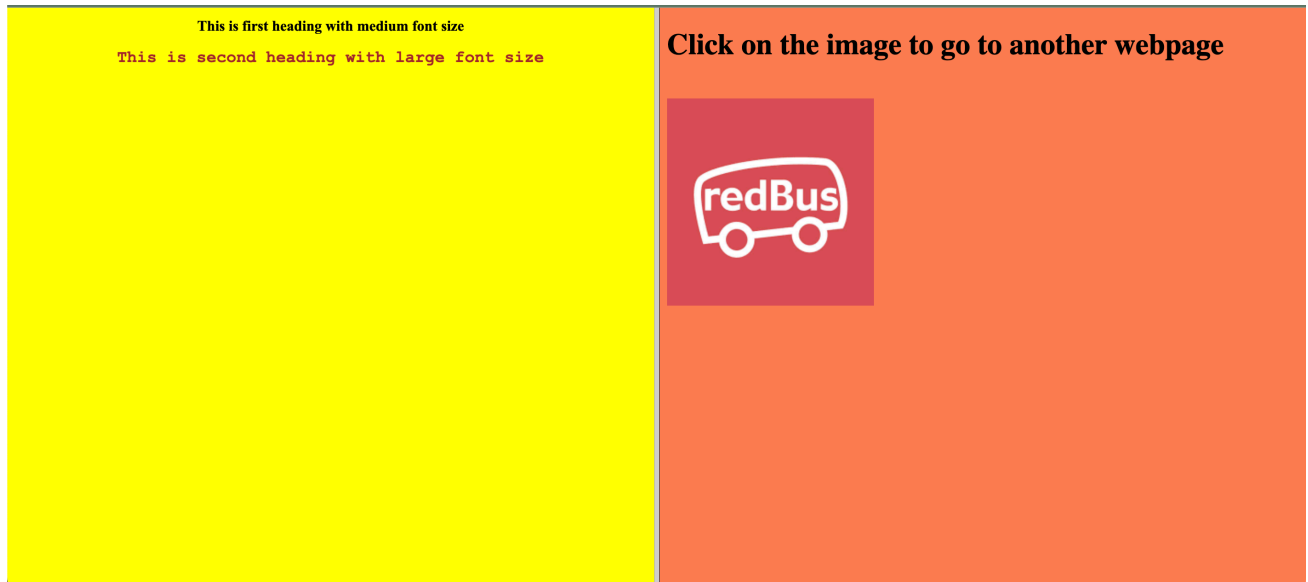 This is first heading with medium font size
This is second heading with large font size
Click on the image to go to another webpage
redBus